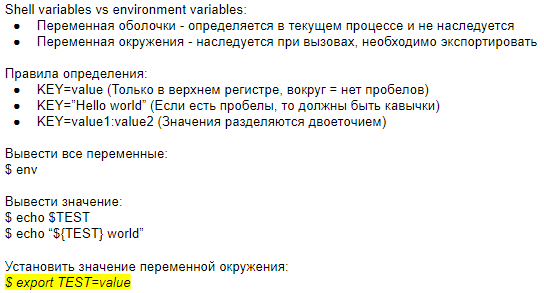 Shell variables vs environment variables:
● Переменная оболочки - определяется в текущем процессе и не наследуется
● Переменная окружения - наследуется при вызовах, необходимо экспортировать
Правила определения:
● KEY=value (Только в верхнем регистре, вокруг = нет пробелов)
● KEY=”Hello world” (Если есть пробелы, то должны быть кавычки)
● KEY=value1:value2 (Значения разделяются двоеточием)
Вывести все переменные:
$ env
Вывести значение:
$ echo $TEST
$ echo “${TEST} world”
Установить значение переменной окружения:
$ export TEST=value